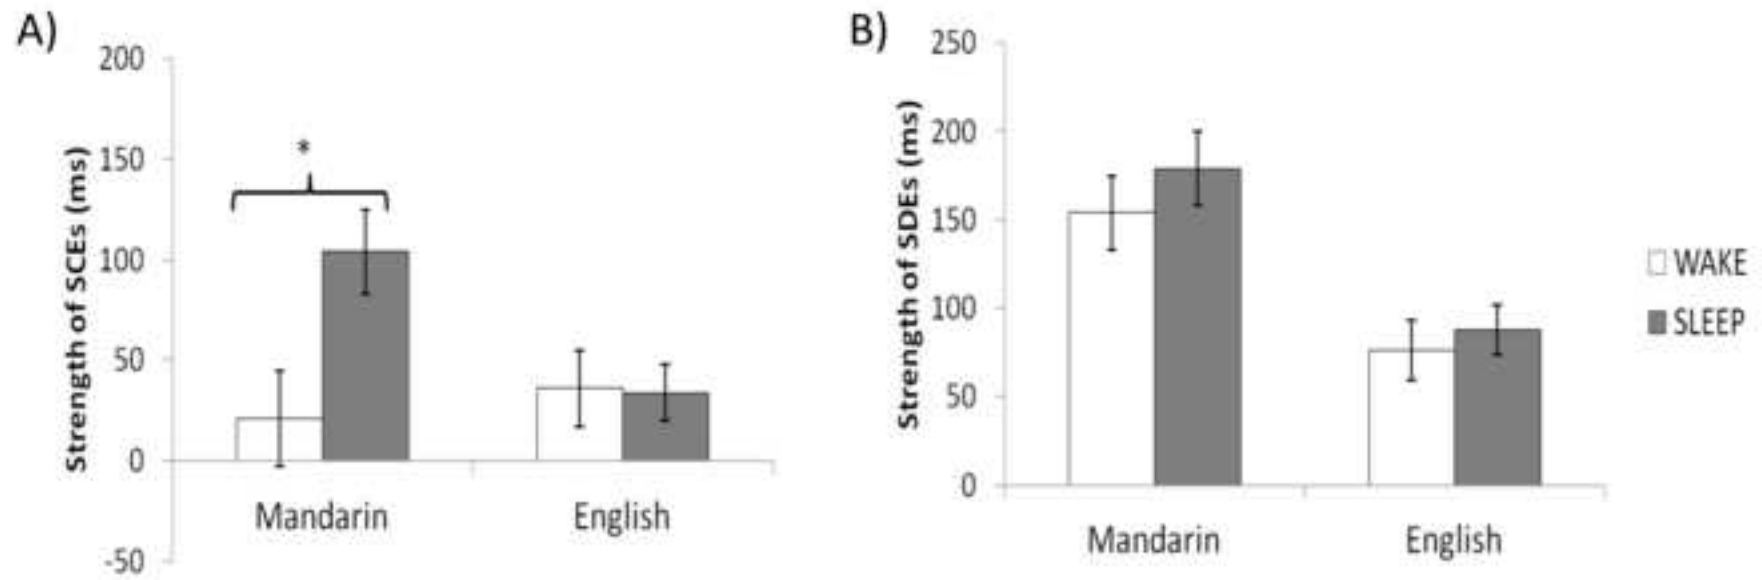 A)
Strength of SCEs (ms)
200
150
100
50
0
-50
*
Mandarin English
B)
Strength of SDEs (ms)
250
200
150
100
50
0
Mandarin English
WAKE
SLEEP